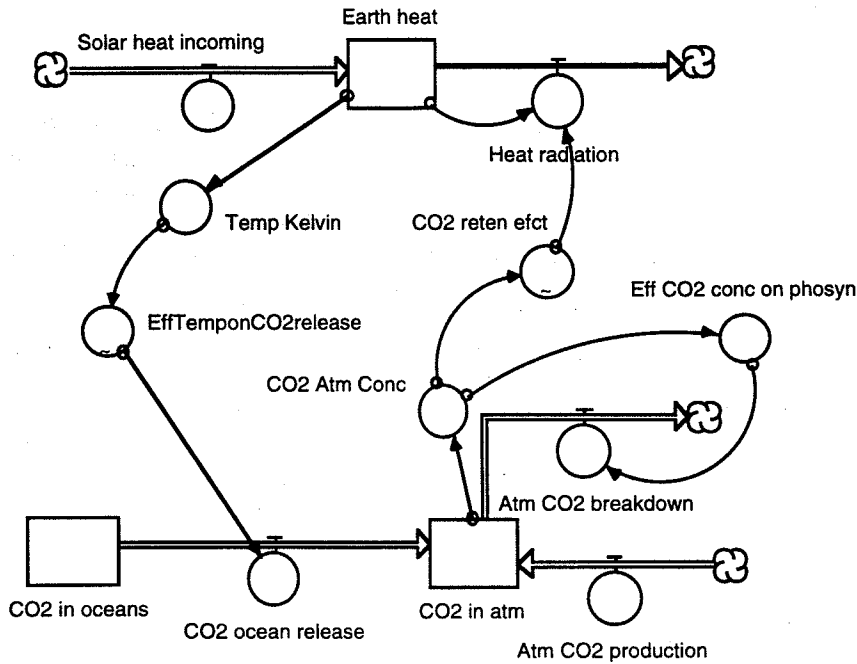 Earth heat
Solar heat incoming
Heat radiation
Temp Kelvin
CO2 reten efct
Eff CO2 conc on phosyn
EffTemponCO2release
CO2 Atm Conc
Atm CO2 breakdown
CO2 in oceans
CO2 in atm
CO2 ocean release
Atm CO2 production